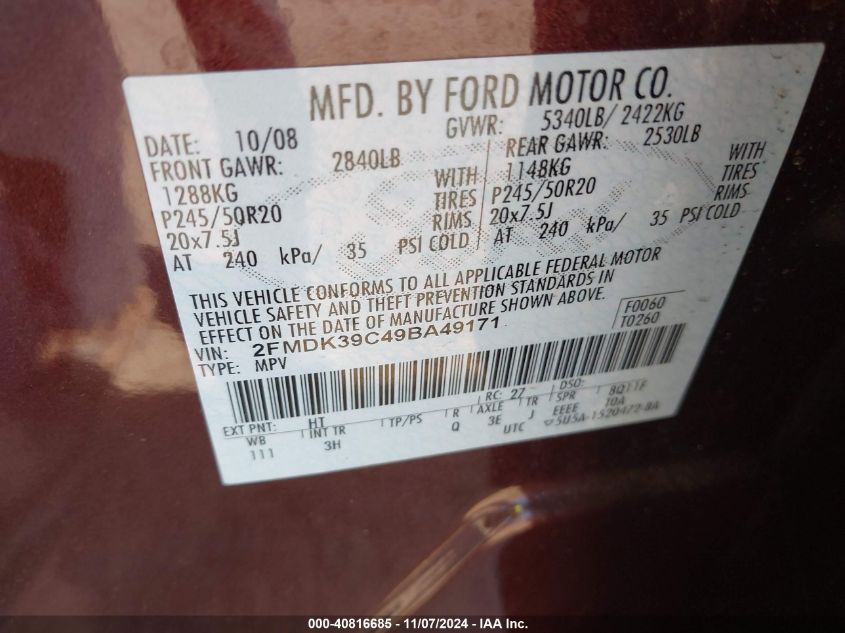 MFD. BY FORD MOTOR CO.
DATE: 10/08 GVWR: 5340LB/ 2422KG
FRONT GAWR: 2840LB REAR GAWR: 2530LB
1288KG WITH 1148KG WITH
P245/50R20 TIRES P245/50R20 TIRES
20x7.5J RIMS 20x7.5J RIMS
AT 240 kPa/ 35 PSI COLD AT 240 kPa/ 35 PSI COLD
THIS VEHICLE CONFORMS TO ALL APPLICABLE FEDERAL MOTOR
VEHICLE SAFETY AND THEFT PREVENTION STANDARDS IN
EFFECT ON THE DATE OF MANUFACTURE SHOWN ABOVE.
VIN: 2FMDK39C49BA49171 F0060
TYPE: MPV T0260
EXT PNT: HT RC: 27 DSO:
WB INT TR TP/PS R AXLE TR SPR 8Q11F
111 3H Q 3E J EEEE 10A
UTC 5U5A-1520472-BA
000-40816685 — 11/07/2024 — IAA Inc.